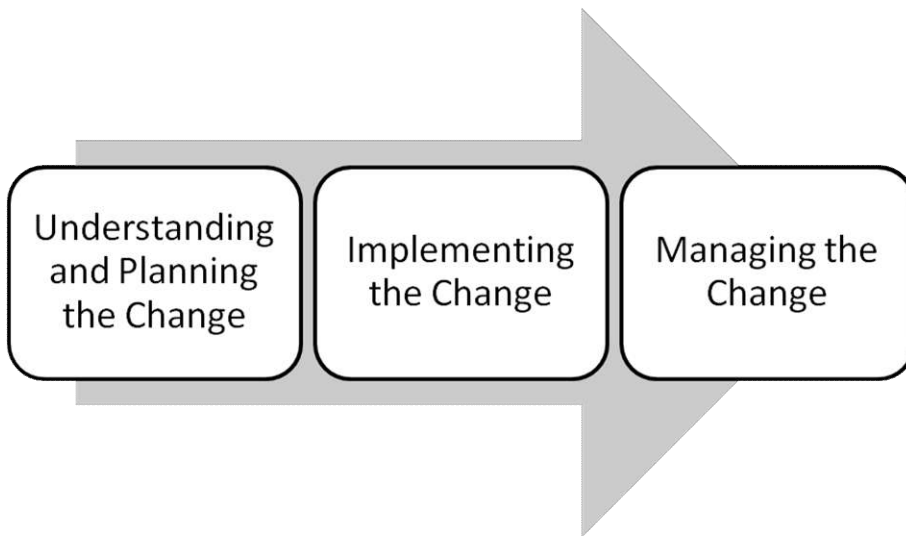 Understanding
and Planning
the Change
Implementing
the Change
Managing the
Change